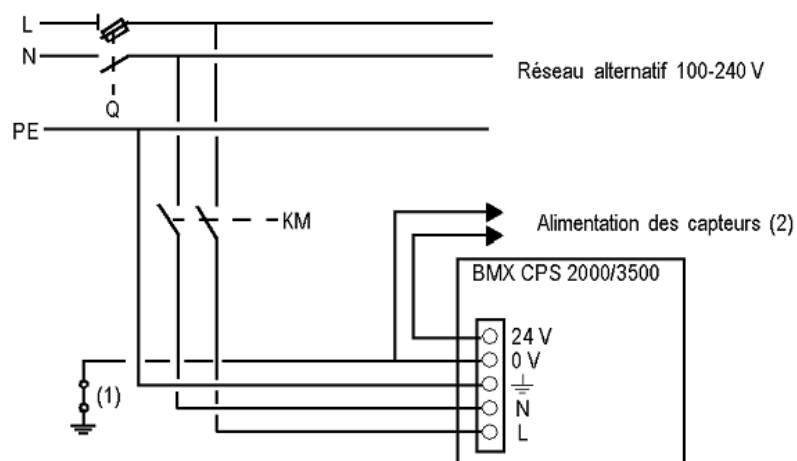 L
N
Réseau alternatif 100-240 V
Q
PE
KM
Alimentation des capteurs (2)
BMX CPS 2000/3500
24 V
0 V
(1)
N
L